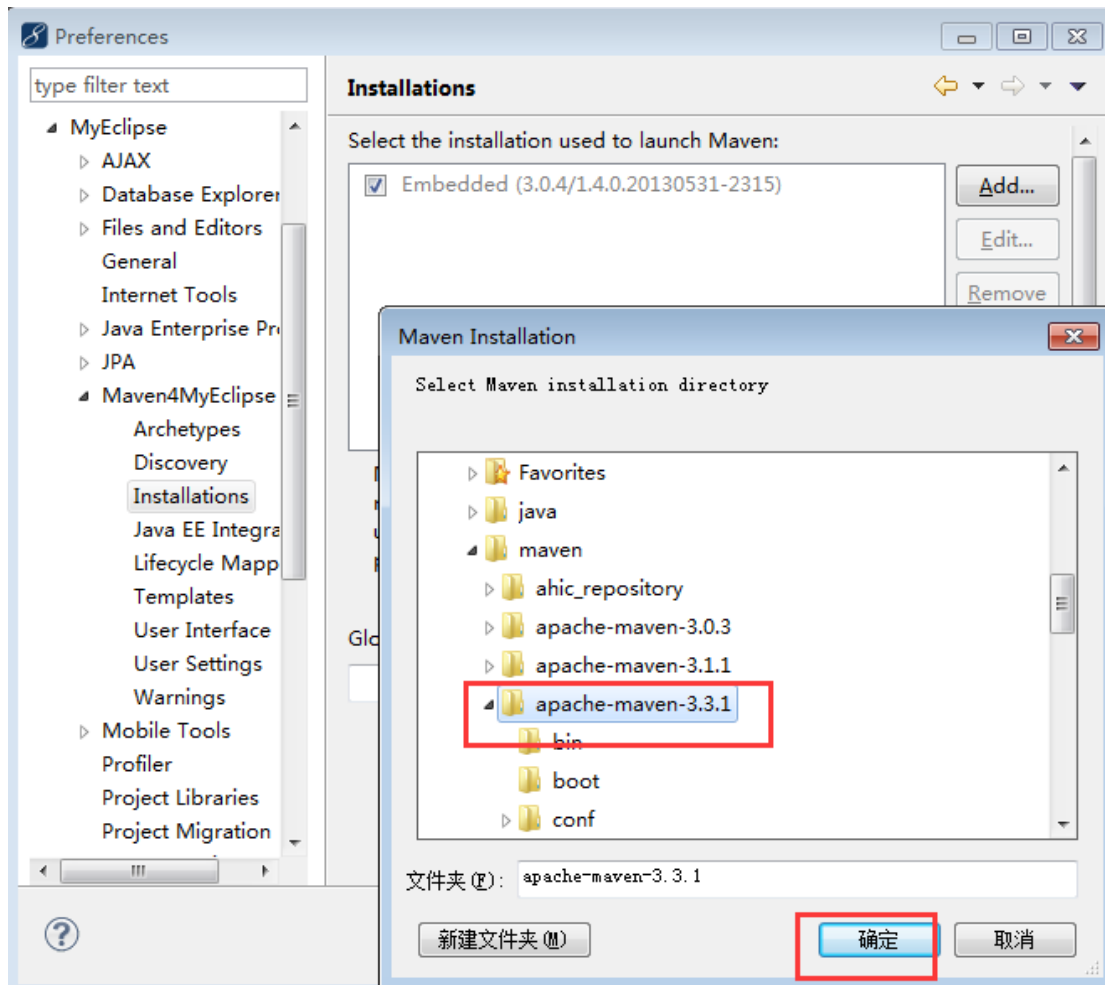 Preferences
type filter text
MyEclipse
AJAX
Database Explorer
Files and Editors
General
Internet Tools
Java Enterprise Pr
JPA
Maven4MyEclipse
Archetypes
Discovery
Installations
Java EE Integra
Lifecycle Mapp
Templates
User Interface
User Settings
Warnings
Mobile Tools
Profiler
Project Libraries
Project Migration
Installations
Select the installation used to launch Maven:
Embedded (3.0.4/1.4.0.20130531-2315)
Add...
Edit...
Remove
Glo
Maven Installation
Select Maven installation directory
Favorites
java
maven
ahic_repository
apache-maven-3.0.3
apache-maven-3.1.1
apache-maven-3.3.1
bin
boot
conf
文件夹(F): apache-maven-3.3.1
新建文件夹(M) 确定 取消